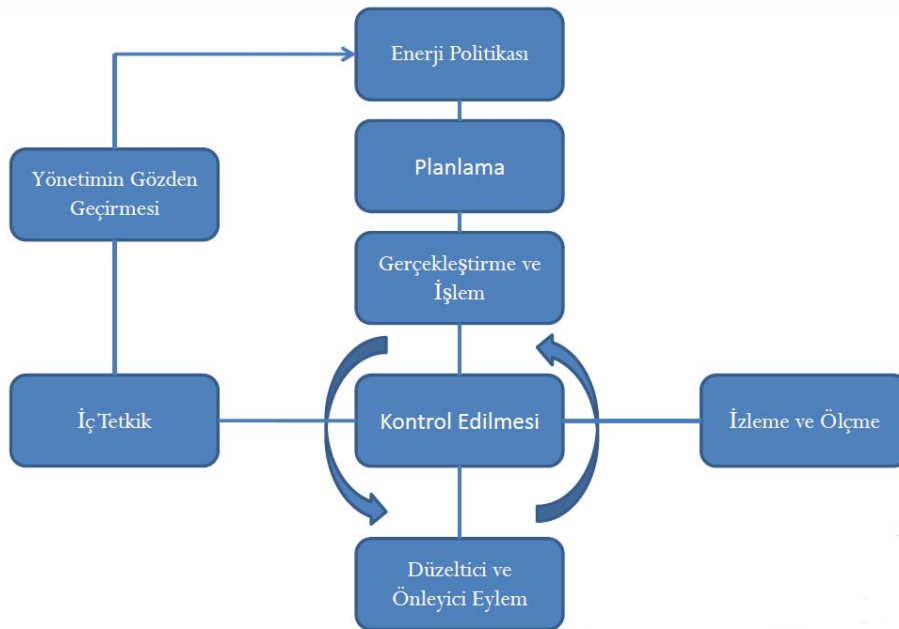 Enerji Politikası
Planlama
Yönetimin Gözden
Geçirmesi
Gerçekleştirme ve
İşlem
İç Tetkik
Kontrol Edilmesi
İzleme ve Ölçme
Düzeltici ve
Önleyici Eylem